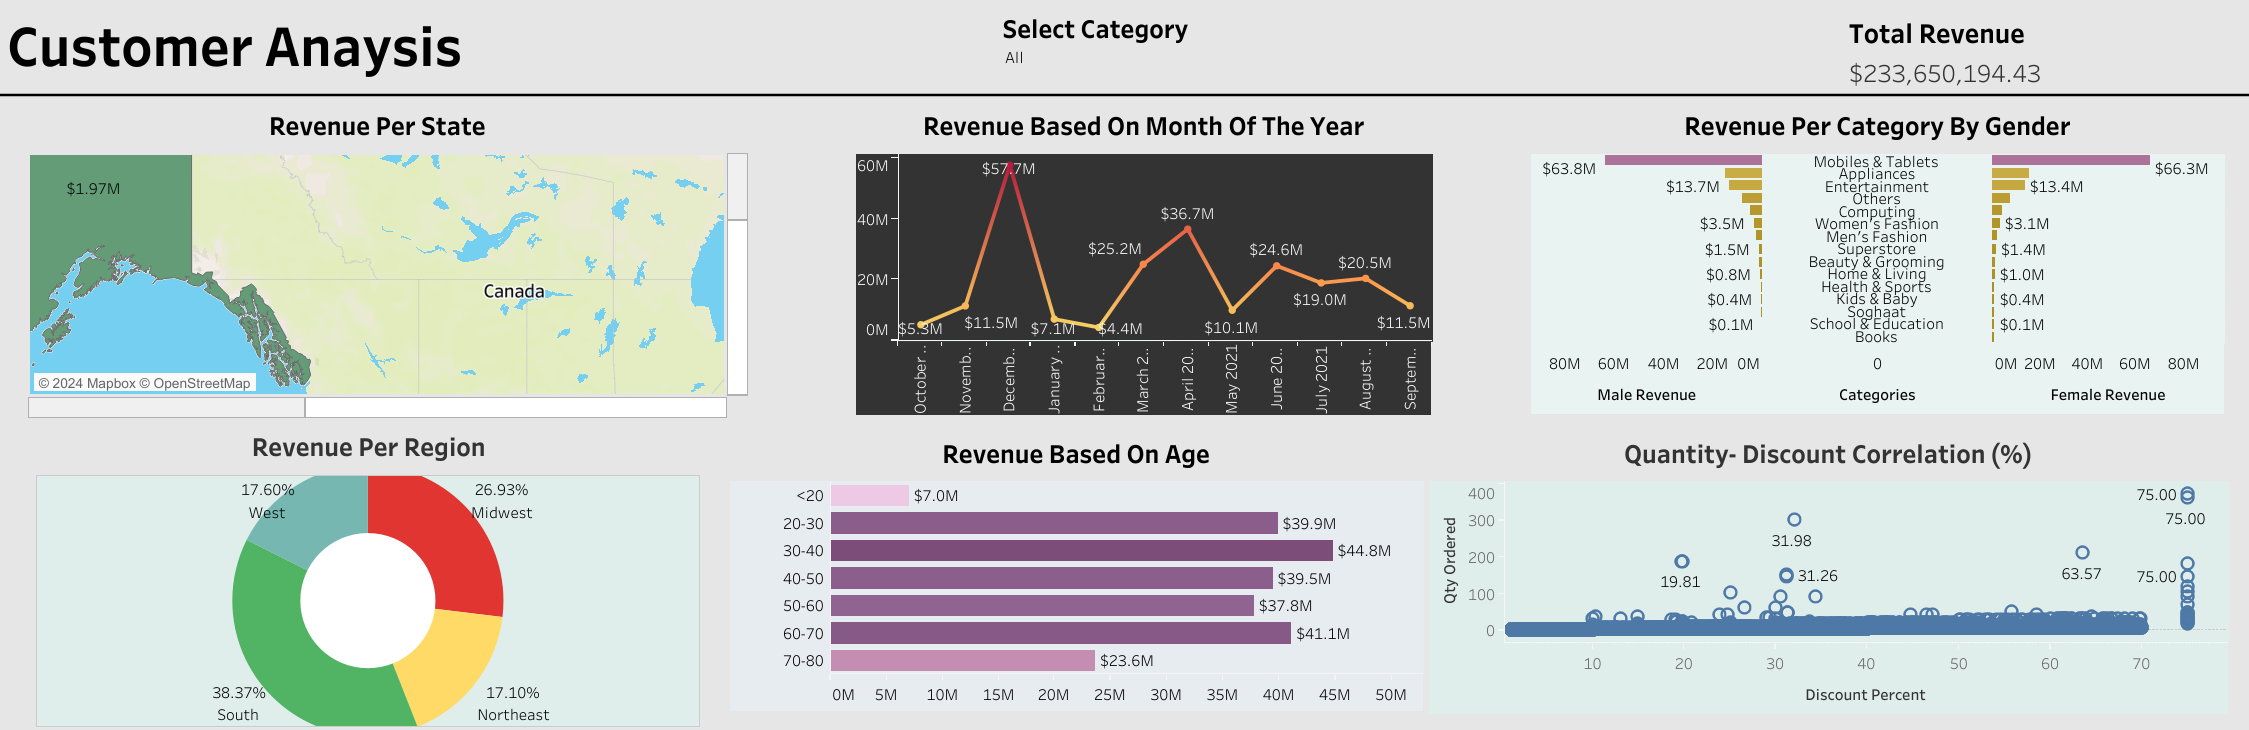 Customer Anaysis
Select Category
All
Total Revenue
$233,650,194.43
Revenue Per State
$1.97M
Canada
© 2024 Mapbox © OpenStreetMap
Revenue Based On Month Of The Year
60M
40M
20M
0M
$5.3M
$11.5M
$57.7M
$7.1M
$4.4M
$25.2M
$36.7M
$10.1M
$24.6M
$19.0M
$20.5M
$11.5M
October ..
Novemb..
Decemb..
January ..
Februar..
March 2..
April 20..
May 2021
June 20..
July 2021
August ..
Septem..
Revenue Per Category By Gender
$63.8M
$13.7M
$3.5M
$1.5M
$0.8M
$0.4M
$0.1M
Mobiles & Tablets
Appliances
Entertainment
Others
Computing
Women's Fashion
Men's Fashion
Superstore
Beauty & Grooming
Home & Living
Health & Sports
Kids & Baby
Soghaat
School & Education
Books
$66.3M
$13.4M
$3.1M
$1.4M
$1.0M
$0.4M
$0.1M
80M 60M 40M 20M 0M
0
0M 20M 40M 60M 80M
Male Revenue
Categories
Female Revenue
Revenue Per Region
17.60%
West
26.93%
Midwest
38.37%
South
17.10%
Northeast
Revenue Based On Age
<20 $7.0M
20-30 $39.9M
30-40 $44.8M
40-50 $39.5M
50-60 $37.8M
60-70 $41.1M
70-80 $23.6M
0M 5M 10M 15M 20M 25M 30M 35M 40M 45M 50M
Quantity- Discount Correlation (%)
Qty Ordered
400
300
200
100
0
19.81
31.98
31.26
63.57
75.00
75.00
75.00
10 20 30 40 50 60 70
Discount Percent